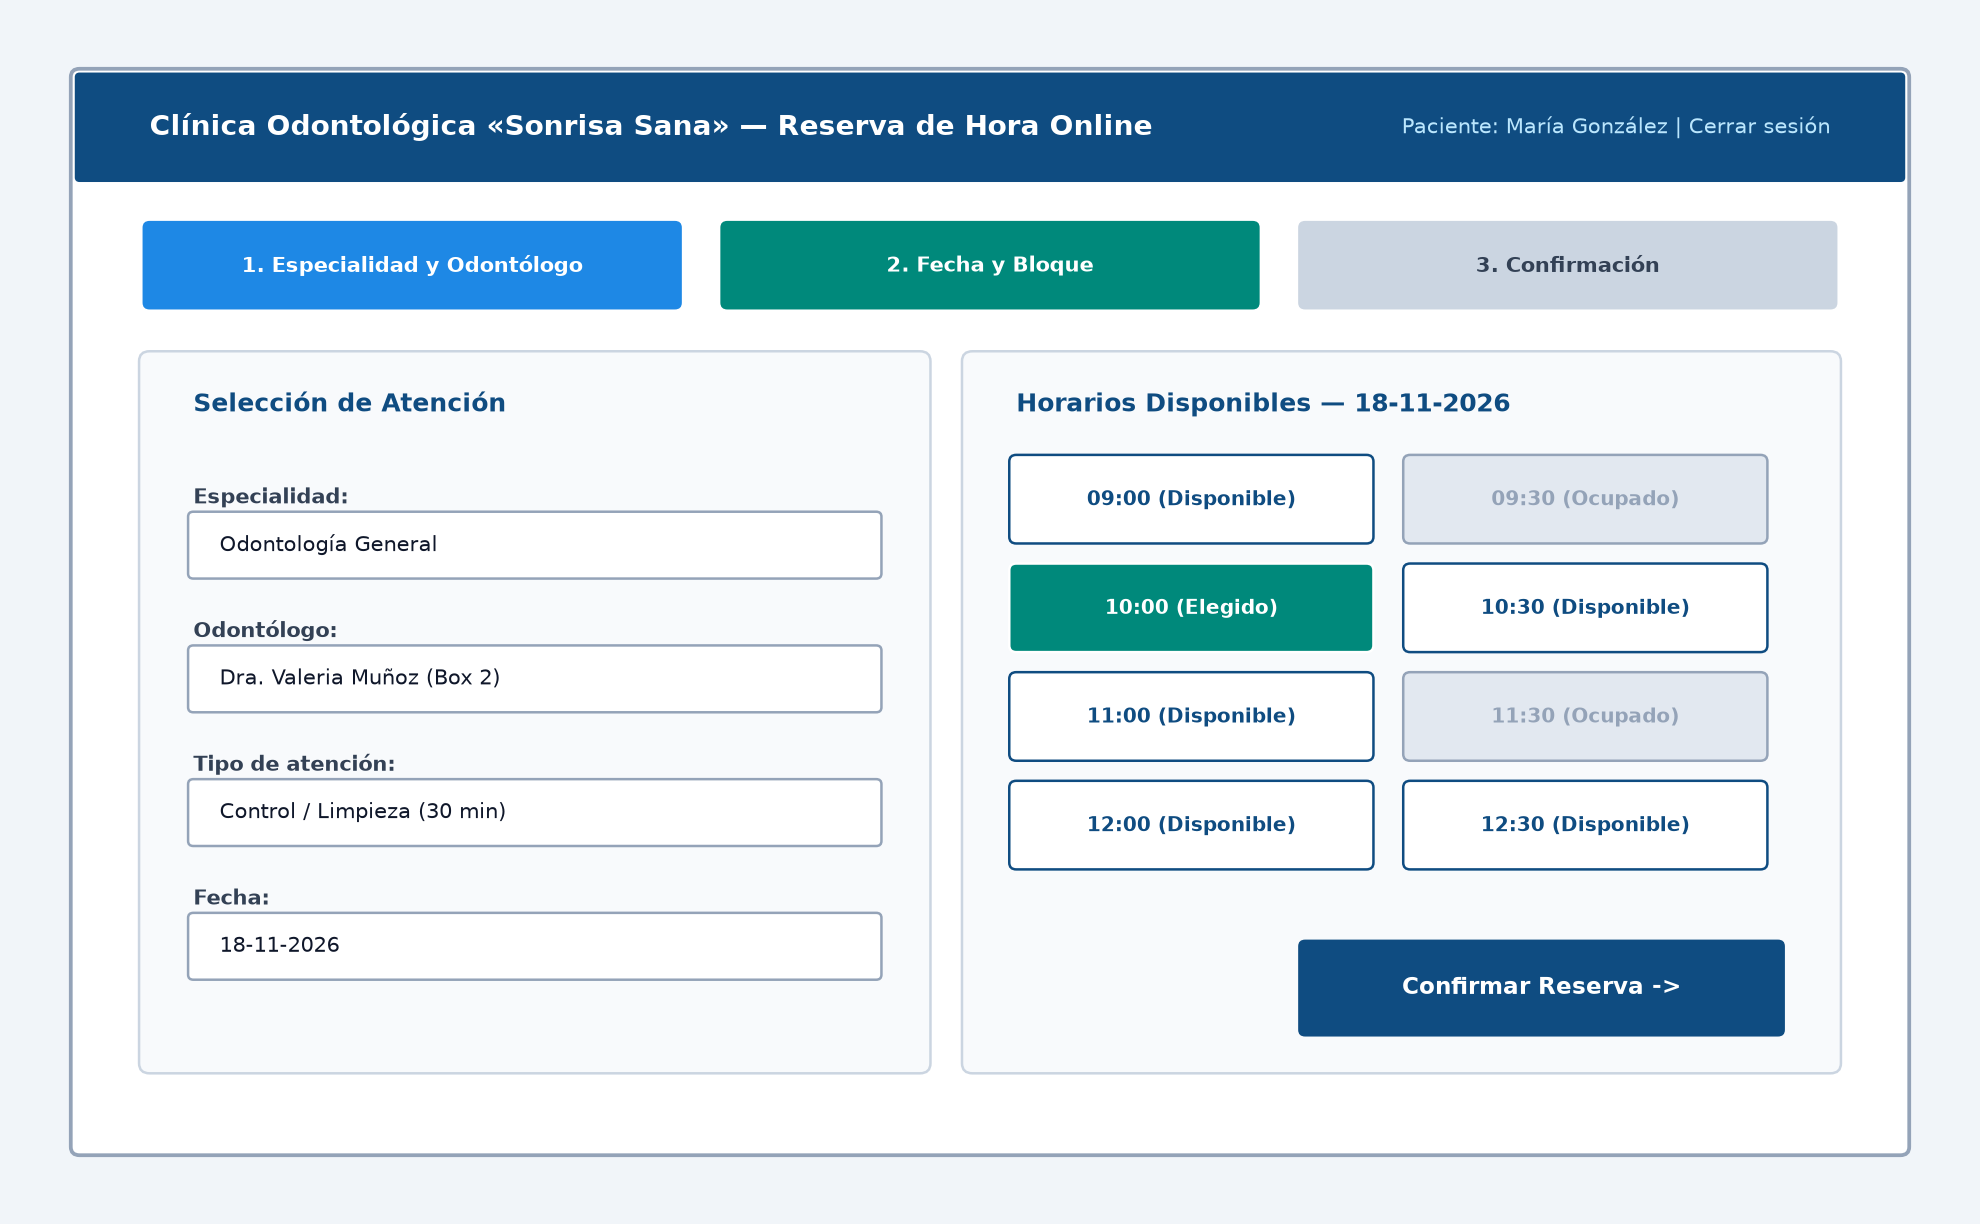 Clínica Odontológica «Sonrisa Sana» — Reserva de Hora Online
Paciente: María González | Cerrar sesión
1. Especialidad y Odontólogo
2. Fecha y Bloque
3. Confirmación
Selección de Atención
Especialidad:
Odontología General
Odontólogo:
Dra. Valeria Muñoz (Box 2)
Tipo de atención:
Control / Limpieza (30 min)
Fecha:
18-11-2026
Horarios Disponibles — 18-11-2026
09:00 (Disponible)
09:30 (Ocupado)
10:00 (Elegido)
10:30 (Disponible)
11:00 (Disponible)
11:30 (Ocupado)
12:00 (Disponible)
12:30 (Disponible)
Confirmar Reserva ->